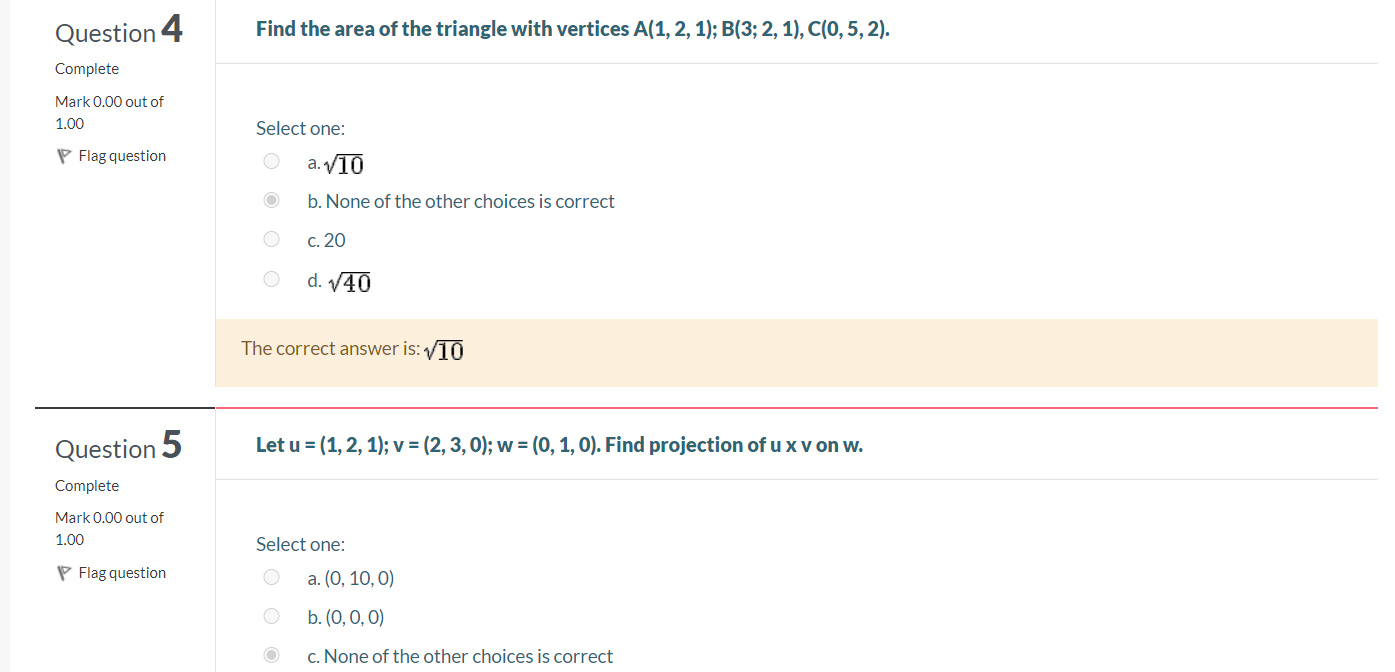 Question 4
Complete
Mark 0.00 out of
1.00
Flag question
Find the area of the triangle with vertices A(1, 2, 1); B(3; 2, 1), C(0, 5, 2).
Select one:
a. √10
b. None of the other choices is correct
c. 20
d. √40
The correct answer is: √10
Question 5
Complete
Mark 0.00 out of
1.00
Flag question
Let u = (1, 2, 1); v = (2, 3, 0); w = (0, 1, 0). Find projection of u x v on w.
Select one:
a. (0, 10, 0)
b. (0, 0, 0)
c. None of the other choices is correct